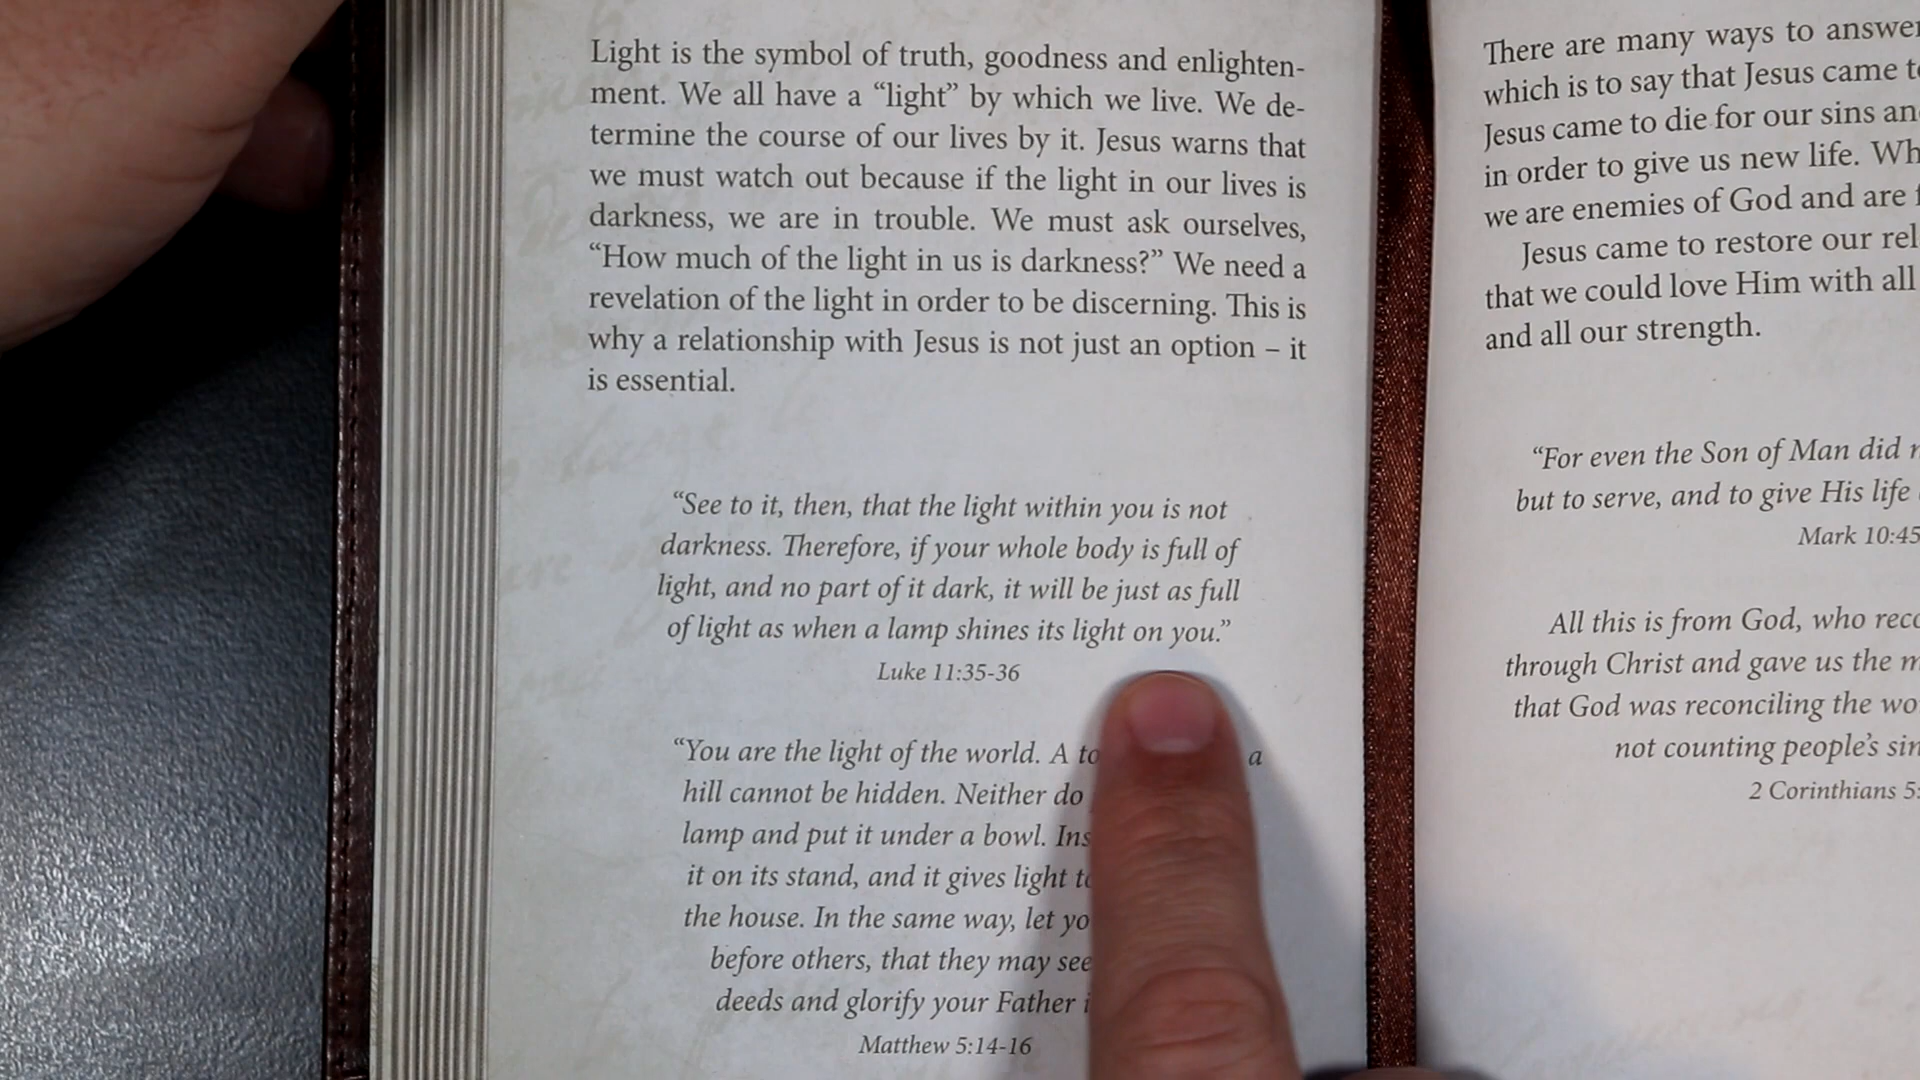 Light is the symbol of truth, goodness and enlighten-
ment. We all have a “light” by which we live. We de-
termine the course of our lives by it. Jesus warns that
we must watch out because if the light in our lives is
darkness, we are in trouble. We must ask ourselves,
“How much of the light in us is darkness?” We need a
revelation of the light in order to be discerning. This is
why a relationship with Jesus is not just an option – it
is essential.
“See to it, then, that the light within you is not
darkness. Therefore, if your whole body is full of
light, and no part of it dark, it will be just as full
of light as when a lamp shines its light on you.”
Luke 11:35-36
“You are the light of the world. A a
hill cannot be hidden. Neither do
lamp and put it under a bowl.
it on its stand, and it gives light
the house. In the same way, let
before others, that they may see
deeds and glorify your Father
Matthew 5:14-16
There are many ways to
which is to say that Jesus came
Jesus came to die for our sins
in order to give us new life.
we are enemies of God and are
Jesus came to restore our
that we could love Him with all
and all our strength.
“For even the Son of Man did
but to serve, and to give His life
Mark 10:45
All this is from God, who
through Christ and gave us the
that God was reconciling the
not counting people’s
2 Corinthians 5: